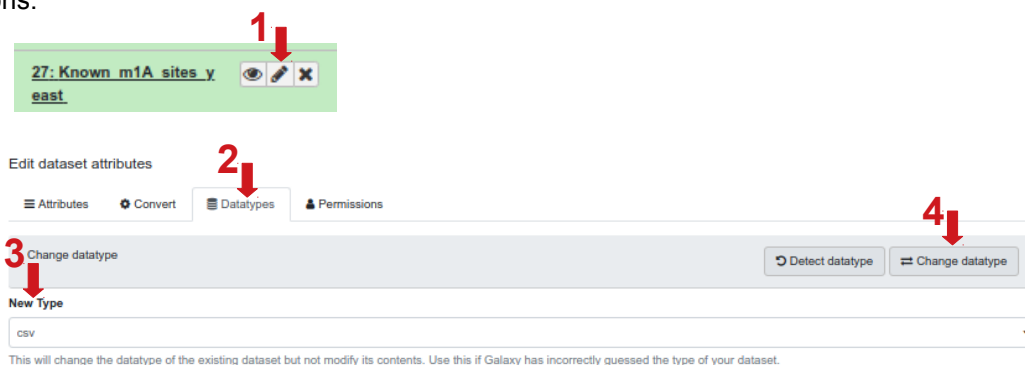 ons:
1
27: Known_m1A_sites_y
east
Edit dataset attributes
2
Attributes Convert Datatypes Permissions
4
3 Change datatype Detect datatype Change datatype
New Type
csv
This will change the datatype of the existing dataset but not modify its contents. Use this if Galaxy has incorrectly guessed the type of your dataset.